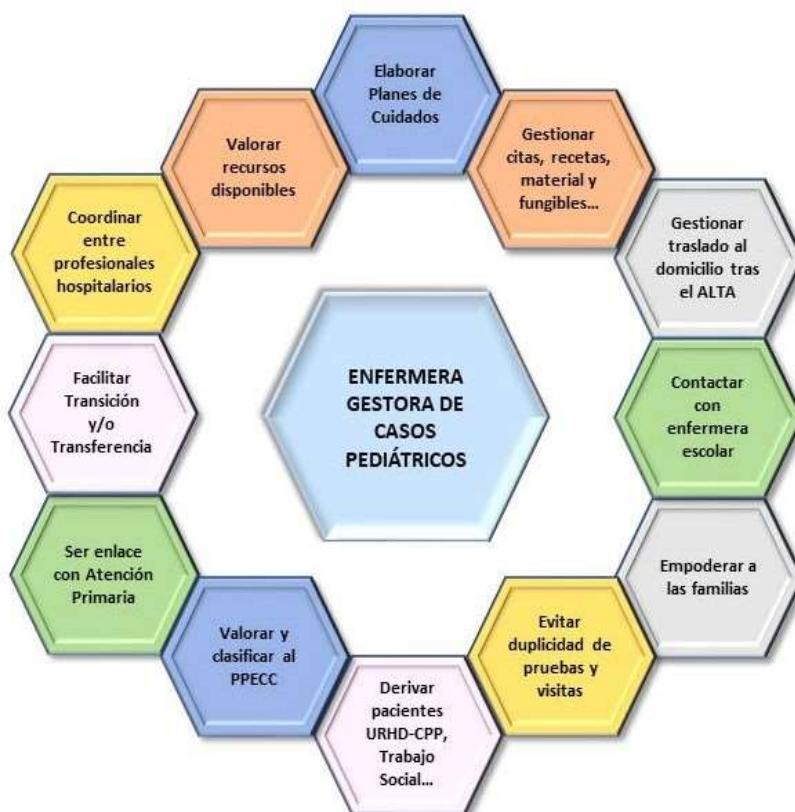 Elaborar
Planes de
Cuidados
Gestionar
citas, recetas,
material y
fungibles...
Gestionar
traslado al
domicilio tras
el ALTA
Contactar
con
enfermera
escolar
Empoderar a
las familias
Evitar
duplicidad de
pruebas y
visitas
Derivar
pacientes
URHD-CPP,
Trabajo
Social...
Valorar y
clasificar al
PPECC
Ser enlace
con Atención
Primaria
Facilitar
Transición
y/o
Transferencia
Coordinar
entre
profesionales
hospitalarios
Valorar
recursos
disponibles
ENFERMERA
GESTORA DE
CASOS
PEDIÁTRICOS